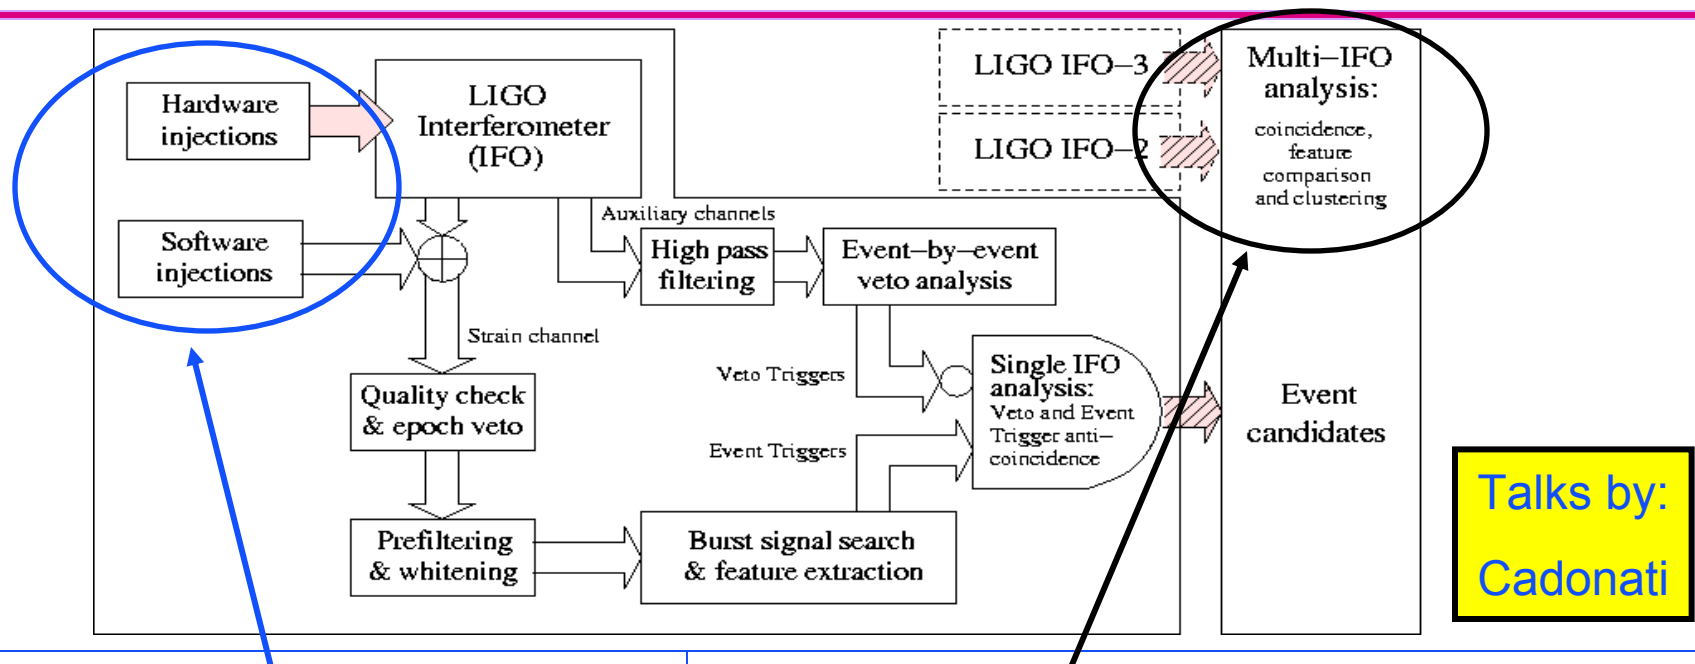 Hardware
injections
LIGO
Interferometer
(IFO)
LIGO IFO−3
LIGO IFO−2
Multi−IFO
analysis:
coincidence,
feature
comparison
and clustering
Software
injections
Auxiliary channels
High pass
filtering
Event−by−event
veto analysis
Strain channel
Quality check
& epoch veto
Veto Triggers
Event Triggers
Single IFO
analysis:
Veto and Event
Trigger anti−
coincidence
Event
candidates
Prefiltering
& whitening
Burst signal search
& feature extraction
Talks by:
Cadonati